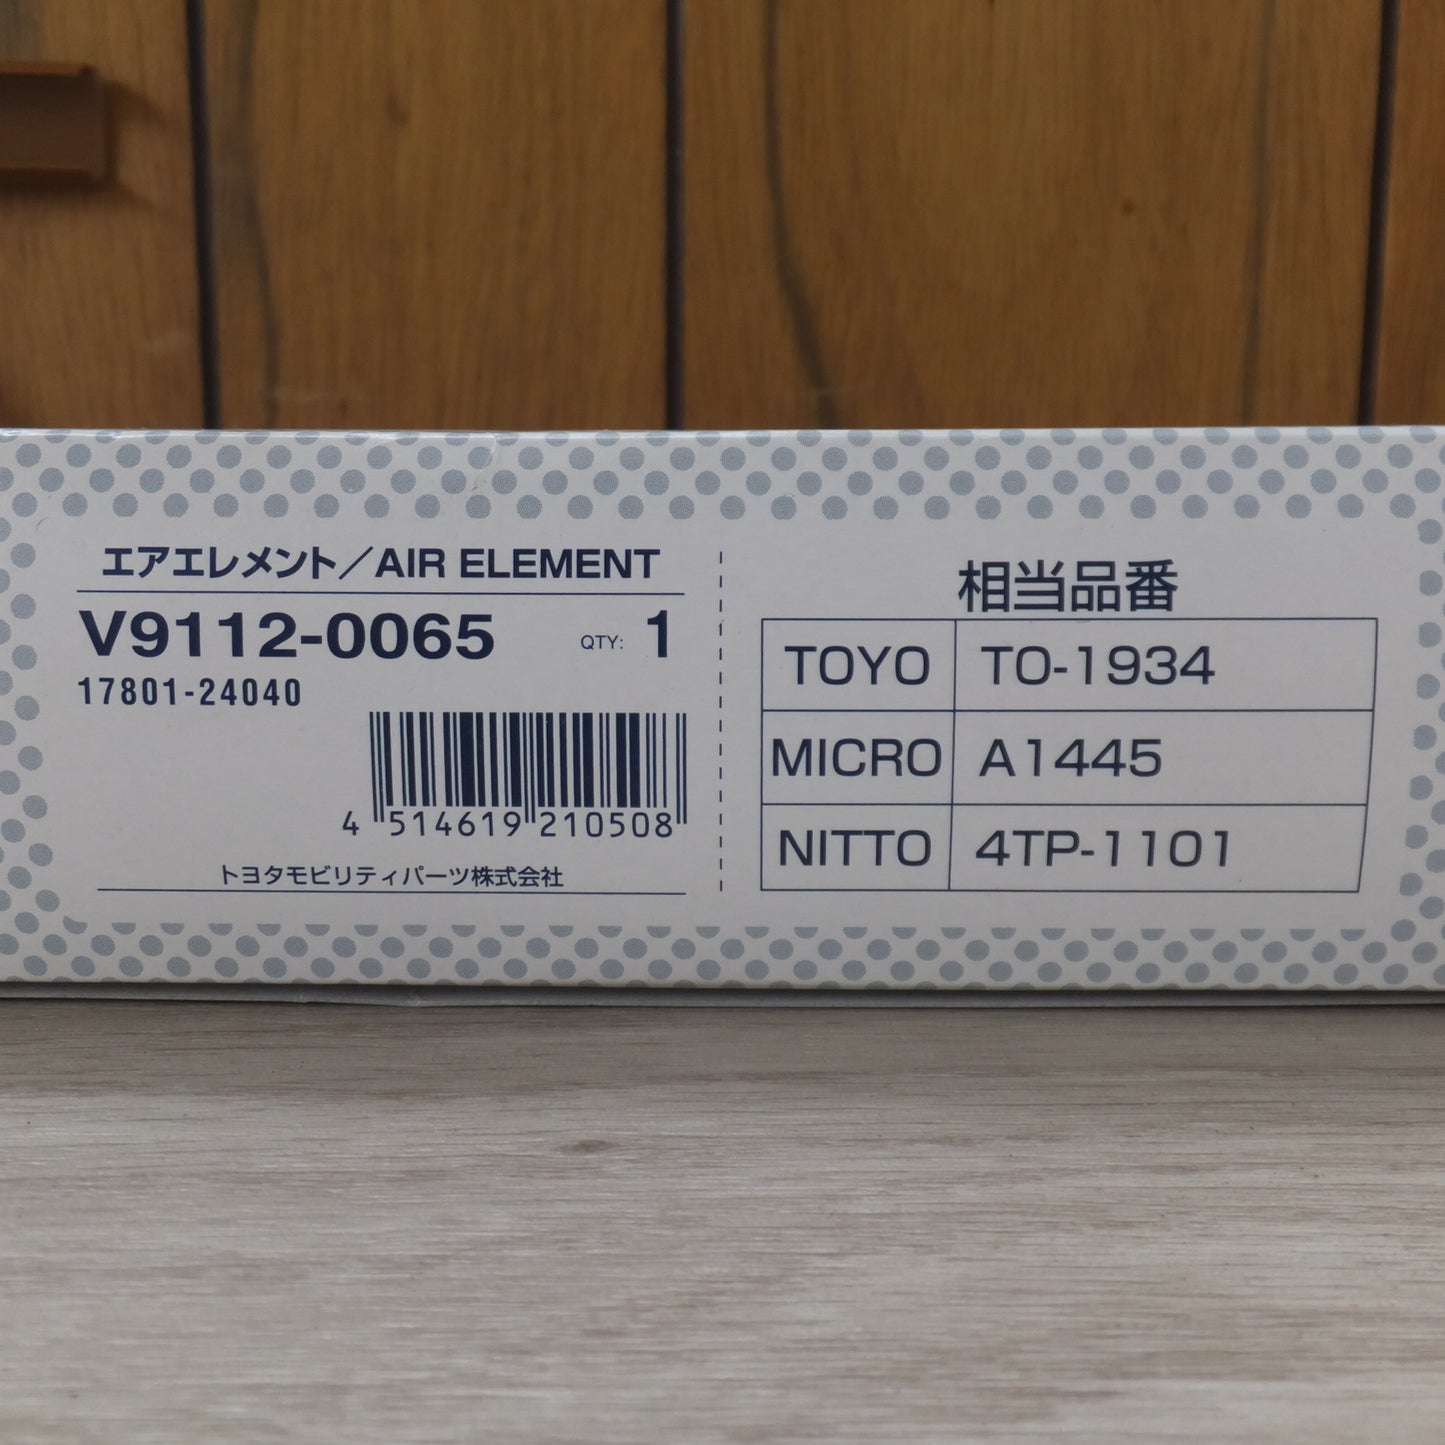 エアエレメント／AIR ELEMENT
V9112-0065 QTY: 1
17801-24040
4 514619 210508
トヨタモビリティパーツ株式会社
相当品番
TOYO TO-1934
MICRO A1445
NITTO 4TP-1101